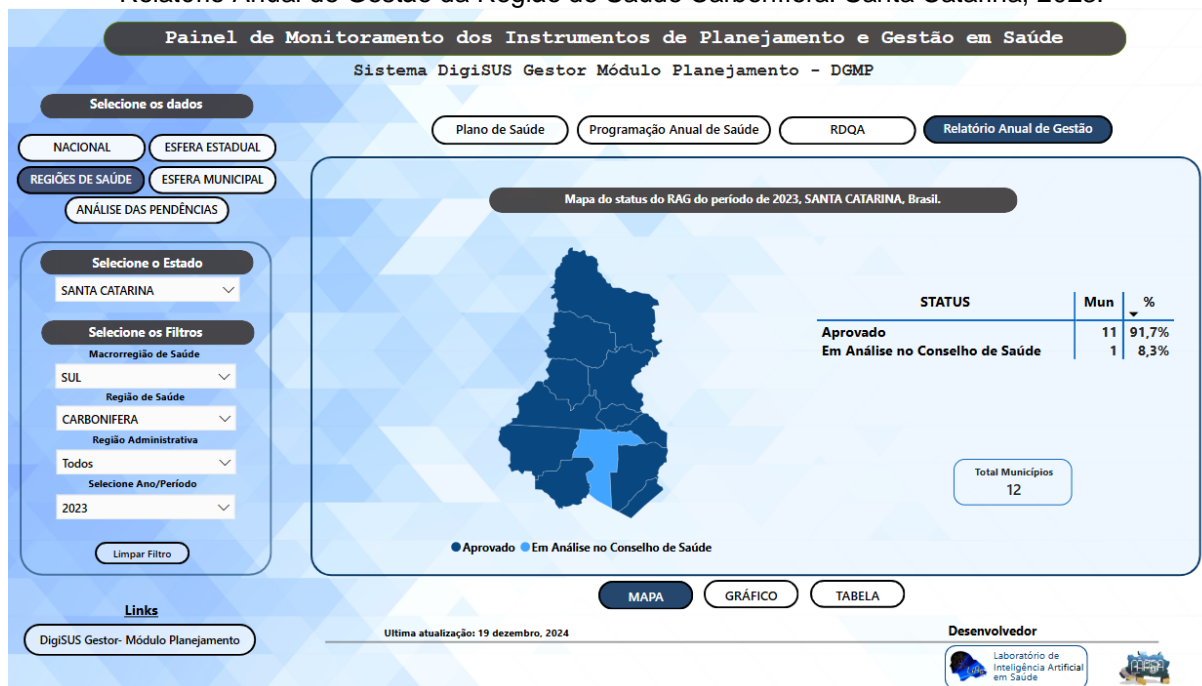 Relatório Anual de Gestão da Região de Saúde Carbonífera. Santa Catarina, 2023.
Painel de Monitoramento dos Instrumentos de Planejamento e Gestão em Saúde
Sistema DigiSUS Gestor Módulo Planejamento - DGMP
Selecione os dados
NACIONAL
ESFERA ESTADUAL
REGIÕES DE SAÚDE
ESFERA MUNICIPAL
ANÁLISE DAS PENDÊNCIAS
Plano de Saúde
Programação Anual de Saúde
RDQA
Relatório Anual de Gestão
Selecione o Estado
SANTA CATARINA
Selecione os Filtros
Macrorregião de Saúde
SUL
Região de Saúde
CARBONIFERA
Região Administrativa
Todos
Selecione Ano/Período
2023
Limpar Filtro
Mapa do status do RAG do período de 2023, SANTA CATARINA, Brasil.
STATUS Mun %
Aprovado 11 91,7%
Em Análise no Conselho de Saúde 1 8,3%
Total Municípios
12
Aprovado Em Análise no Conselho de Saúde
MAPA
GRÁFICO
TABELA
Links
DigiSUS Gestor- Módulo Planejamento
Ultima atualização: 19 dezembro, 2024
Desenvolvedor
Laboratório de
Inteligência Artificial
em Saúde